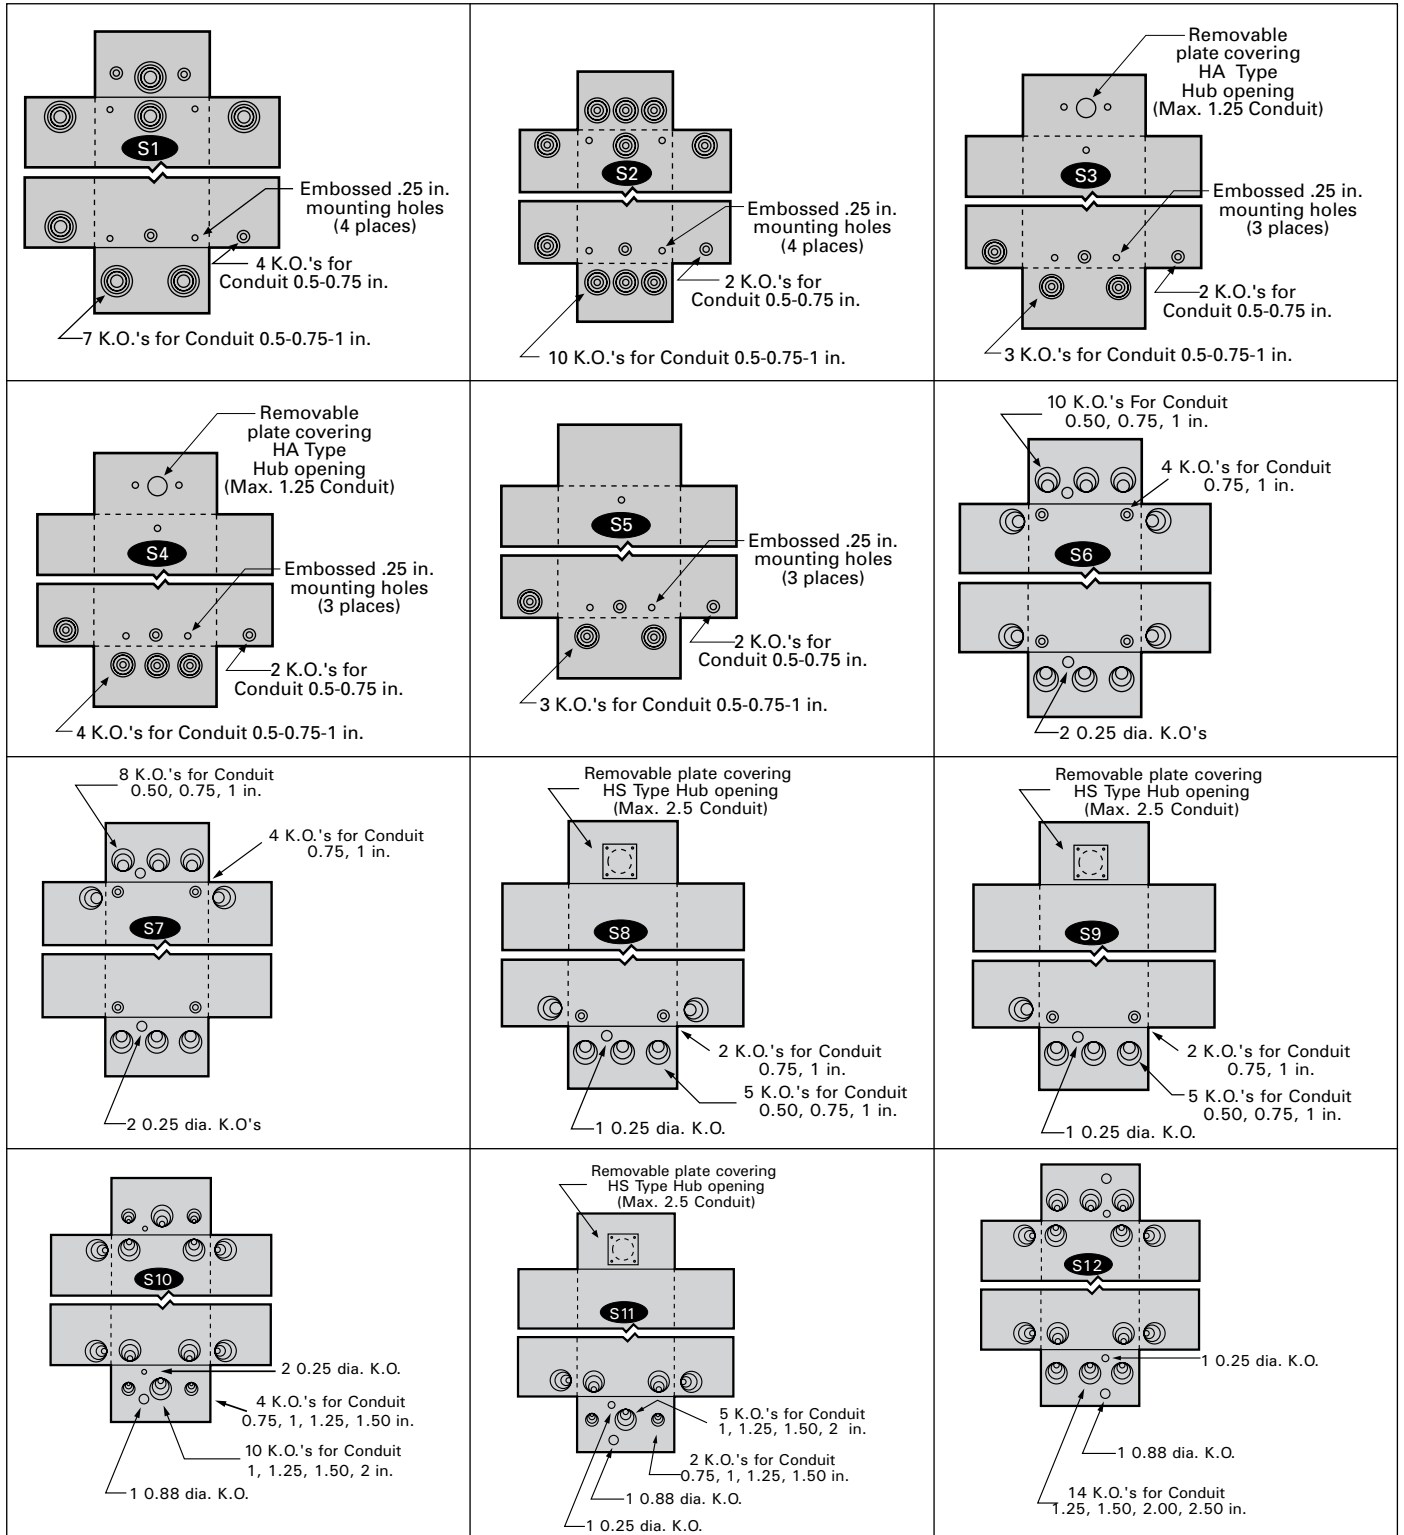 S1
Embossed .25 in.
mounting holes
(4 places)
4 K.O.'s for
Conduit 0.5-0.75 in.
7 K.O.'s for Conduit 0.5-0.75-1 in.
S2
Embossed .25 in.
mounting holes
(4 places)
2 K.O.'s for
Conduit 0.5-0.75 in.
10 K.O.'s for Conduit 0.5-0.75-1 in.
Removable
plate covering
HA Type
Hub opening
(Max. 1.25 Conduit)
S3
Embossed .25 in.
mounting holes
(3 places)
2 K.O.'s for
Conduit 0.5-0.75 in.
3 K.O.'s for Conduit 0.5-0.75-1 in.
Removable
plate covering
HA Type
Hub opening
(Max. 1.25 Conduit)
S4
Embossed .25 in.
mounting holes
(3 places)
2 K.O.'s for
Conduit 0.5-0.75 in.
4 K.O.'s for Conduit 0.5-0.75-1 in.
S5
Embossed .25 in.
mounting holes
(3 places)
2 K.O.'s for
Conduit 0.5-0.75 in.
3 K.O.'s for Conduit 0.5-0.75-1 in.
10 K.O.'s For Conduit
0.50, 0.75, 1 in.
4 K.O.'s for Conduit
0.75, 1 in.
S6
2 0.25 dia. K.O's
8 K.O.'s for Conduit
0.50, 0.75, 1 in.
4 K.O.'s for Conduit
0.75, 1 in.
S7
2 0.25 dia. K.O's
Removable plate covering
HS Type Hub opening
(Max. 2.5 Conduit)
S8
2 K.O.'s for Conduit
0.75, 1 in.
5 K.O.'s for Conduit
0.50, 0.75, 1 in.
1 0.25 dia. K.O.
Removable plate covering
HS Type Hub opening
(Max. 2.5 Conduit)
S9
2 K.O.'s for Conduit
0.75, 1 in.
5 K.O.'s for Conduit
0.50, 0.75, 1 in.
1 0.25 dia. K.O.
S10
2 0.25 dia. K.O.
4 K.O.'s for Conduit
0.75, 1, 1.25, 1.50 in.
10 K.O.'s for Conduit
1, 1.25, 1.50, 2 in.
1 0.88 dia. K.O.
Removable plate covering
HS Type Hub opening
(Max. 2.5 Conduit)
S11
5 K.O.'s for Conduit
1, 1.25, 1.50, 2 in.
2 K.O.'s for Conduit
0.75, 1, 1.25, 1.50 in.
1 0.88 dia. K.O.
1 0.25 dia. K.O.
S12
1 0.25 dia. K.O.
1 0.88 dia. K.O.
14 K.O.'s for Conduit
1.25, 1.50, 2.00, 2.50 in.